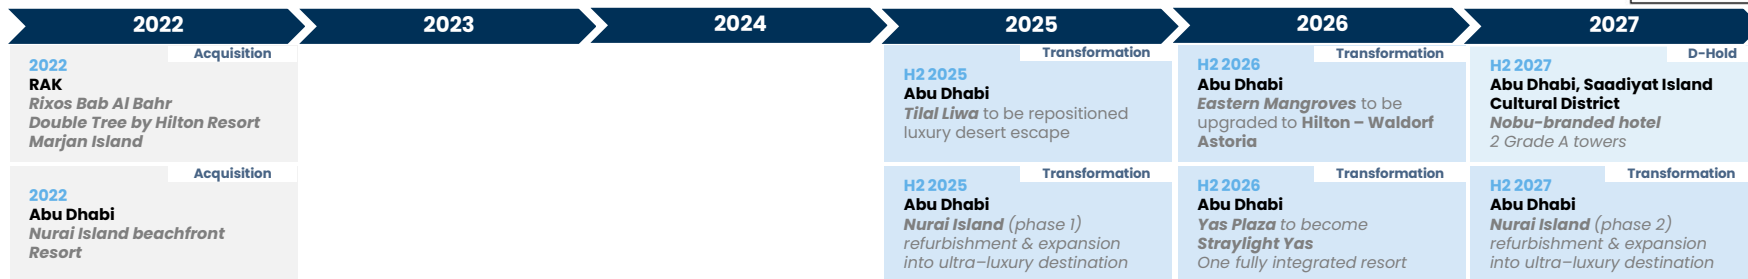 2022
2023
2024
2025
2026
2027
Acquisition
2022
RAK
Rixos Bab Al Bahr
Double Tree by Hilton Resort
Marjan Island
Transformation
H2 2025
Abu Dhabi
Tilal Liwa to be repositioned
luxury desert escape
Transformation
H2 2026
Abu Dhabi
Eastern Mangroves to be
upgraded to Hilton – Waldorf
Astoria
D-Hold
H2 2027
Abu Dhabi, Saadiyat Island
Cultural District
Nobu-branded hotel
2 Grade A towers
Acquisition
2022
Abu Dhabi
Nurai Island beachfront
Resort
Transformation
H2 2025
Abu Dhabi
Nurai Island (phase 1)
refurbishment & expansion
into ultra–luxury destination
Transformation
H2 2026
Abu Dhabi
Yas Plaza to become
Straylight Yas
One fully integrated resort
Transformation
H2 2027
Abu Dhabi
Nurai Island (phase 2)
refurbishment & expansion
into ultra–luxury destination